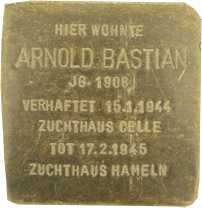 HIER WOHNTE
ARNOLD BASTIAN
JG. 1908
VERHAFTET 15.1.1944
ZUCHTHAUS CELLE
TOT 17.2.1945
ZUCHTHAUS HAMELN